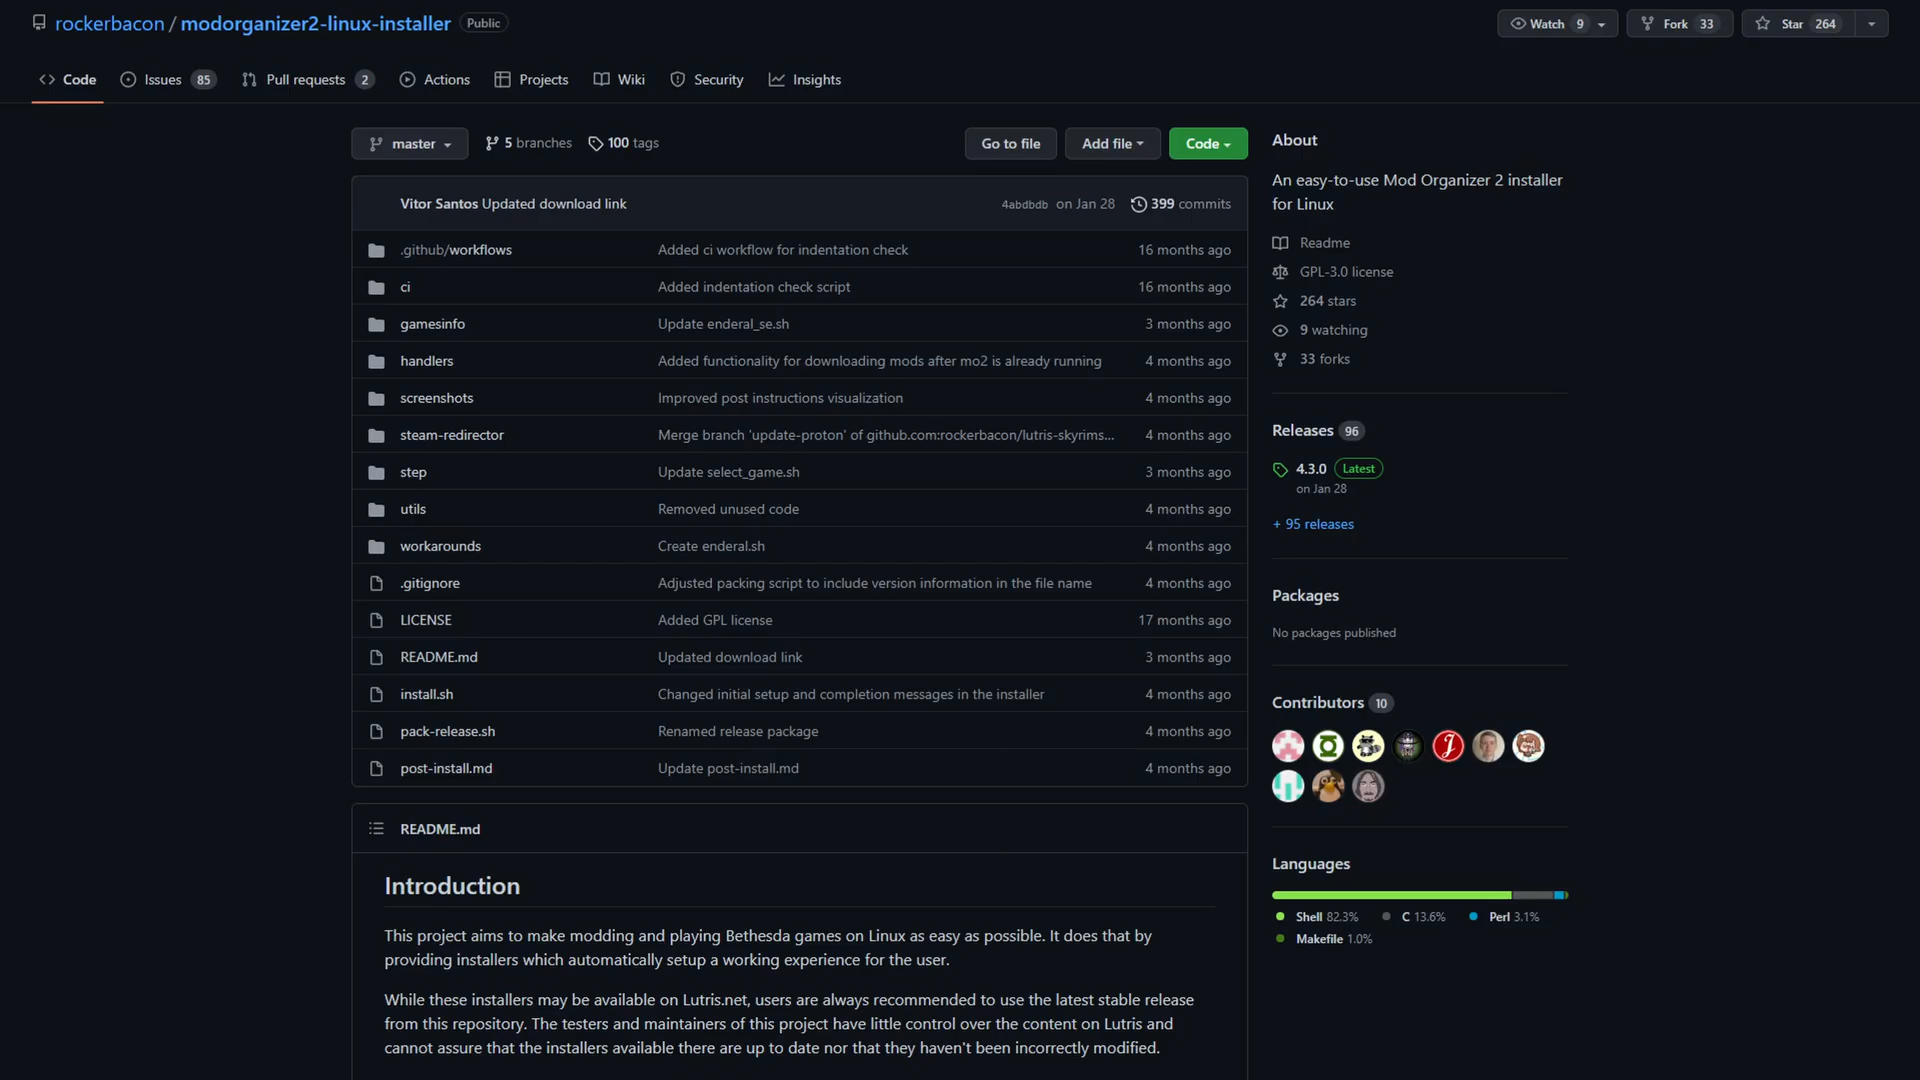 rockerbacon / modorganizer2-linux-installer Public
Watch 9 Fork 33 Star 264
Code Issues 85 Pull requests 2 Actions Projects Wiki Security Insights
master 5 branches 100 tags Go to file Add file Code
Vitor Santos Updated download link 4abdbdb on Jan 28 399 commits
.github/workflows Added ci workflow for indentation check 16 months ago
ci Added indentation check script 16 months ago
gamesinfo Update enderal_se.sh 3 months ago
handlers Added functionality for downloading mods after mo2 is already running 4 months ago
screenshots Improved post instructions visualization 4 months ago
steam-redirector Merge branch 'update-proton' of github.com:rockerbacon/lutris-skyrims... 4 months ago
step Update select_game.sh 3 months ago
utils Removed unused code 4 months ago
workarounds Create enderal.sh 4 months ago
.gitignore Adjusted packing script to include version information in the file name 4 months ago
LICENSE Added GPL license 17 months ago
README.md Updated download link 3 months ago
install.sh Changed initial setup and completion messages in the installer 4 months ago
pack-release.sh Renamed release package 4 months ago
post-install.md Update post-install.md 4 months ago
README.md
Introduction
This project aims to make modding and playing Bethesda games on Linux as easy as possible. It does that by
providing installers which automatically setup a working experience for the user.
While these installers may be available on Lutris.net, users are always recommended to use the latest stable release
from this repository. The testers and maintainers of this project have little control over the content on Lutris and
cannot assure that the installers available there are up to date nor that they haven't been incorrectly modified.
About
An easy-to-use Mod Organizer 2 installer
for Linux
Readme
GPL-3.0 license
264 stars
9 watching
33 forks
Releases 96
4.3.0 Latest
on Jan 28
+ 95 releases
Packages
No packages published
Contributors 10
Languages
Shell 82.3% C 13.6% Perl 3.1%
Makefile 1.0%